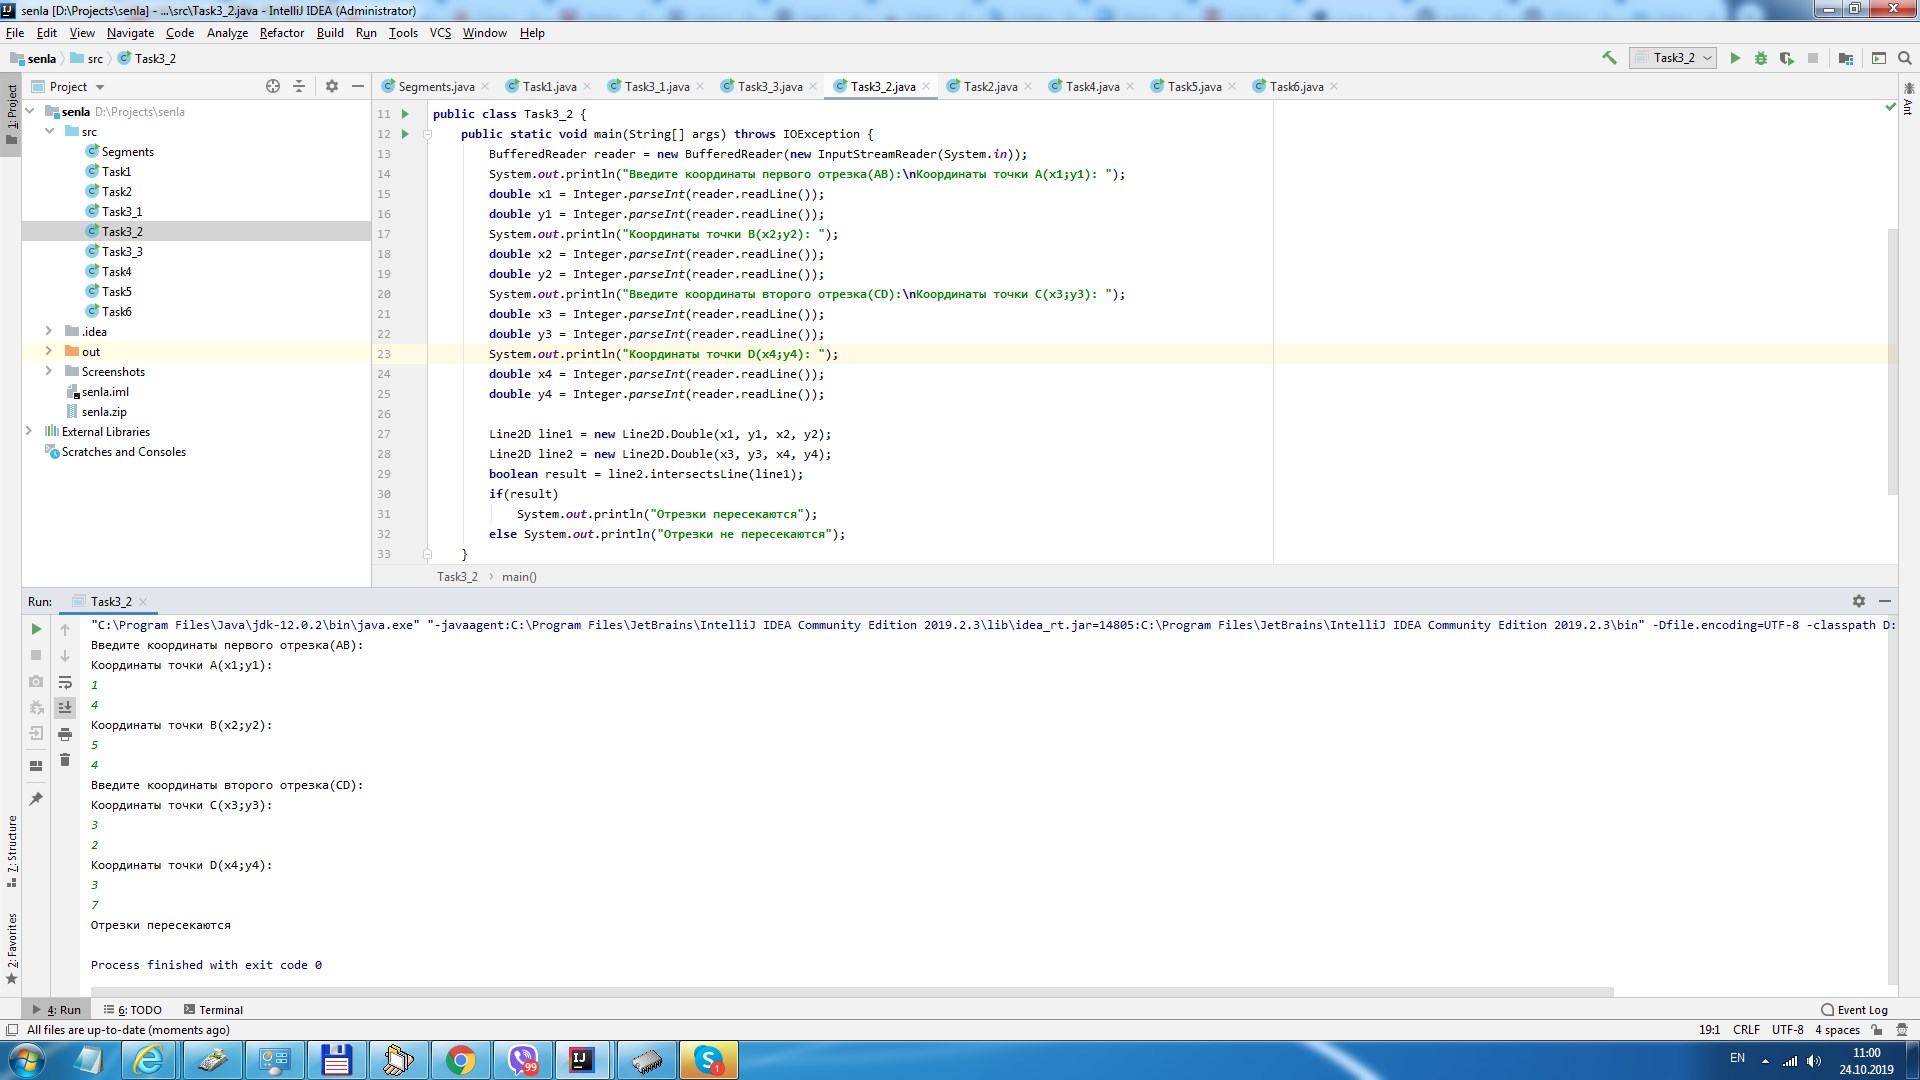 senla [D:\Projects\senla] - ...\src\Task3_2.java - IntelliJ IDEA (Administrator)
File Edit View Navigate Code Analyze Refactor Build Run Tools VCS Window Help
senla src Task3_2 Task3_2
Project Segments.java Task1.java Task3_1.java Task3_3.java Task3_2.java Task2.java Task4.java Task5.java Task6.java
1: Project
Ant
senla D:\Projects\senla
src
Segments
Task1
Task2
Task3_1
Task3_2
Task3_3
Task4
Task5
Task6
.idea
out
Screenshots
senla.iml
senla.zip
External Libraries
Scratches and Consoles
11 public class Task3_2 {
12 public static void main(String[] args) throws IOException {
13 BufferedReader reader = new BufferedReader(new InputStreamReader(System.in));
14 System.out.println("Введите координаты первого отрезка(AB):\nКоординаты точки A(x1;y1): ");
15 double x1 = Integer.parseInt(reader.readLine());
16 double y1 = Integer.parseInt(reader.readLine());
17 System.out.println("Координаты точки B(x2;y2): ");
18 double x2 = Integer.parseInt(reader.readLine());
19 double y2 = Integer.parseInt(reader.readLine());
20 System.out.println("Введите координаты второго отрезка(CD):\nКоординаты точки C(x3;y3): ");
21 double x3 = Integer.parseInt(reader.readLine());
22 double y3 = Integer.parseInt(reader.readLine());
23 System.out.println("Координаты точки D(x4;y4): ");
24 double x4 = Integer.parseInt(reader.readLine());
25 double y4 = Integer.parseInt(reader.readLine());
26
27 Line2D line1 = new Line2D.Double(x1, y1, x2, y2);
28 Line2D line2 = new Line2D.Double(x3, y3, x4, y4);
29 boolean result = line2.intersectsLine(line1);
30 if(result)
31 System.out.println("Отрезки пересекаются");
32 else System.out.println("Отрезки не пересекаются");
33 }
Task3_2 main()
Run: Task3_2
"C:\Program Files\Java\jdk-12.0.2\bin\java.exe" "-javaagent:C:\Program Files\JetBrains\IntelliJ IDEA Community Edition 2019.2.3\lib\idea_rt.jar=14805:C:\Program Files\JetBrains\IntelliJ IDEA Community Edition 2019.2.3\bin" -Dfile.encoding=UTF-8 -classpath D:
Введите координаты первого отрезка(AB):
Координаты точки A(x1;y1):
1
4
Координаты точки B(x2;y2):
5
4
Введите координаты второго отрезка(CD):
Координаты точки C(x3;y3):
3
2
Координаты точки D(x4;y4):
3
7
Отрезки пересекаются
Process finished with exit code 0
7: Structure
2: Favorites
4: Run 6: TODO Terminal Event Log
All files are up-to-date (moments ago) 19:1 CRLF UTF-8 4 spaces
99
IJ
S 1
EN 11:00
24.10.2019